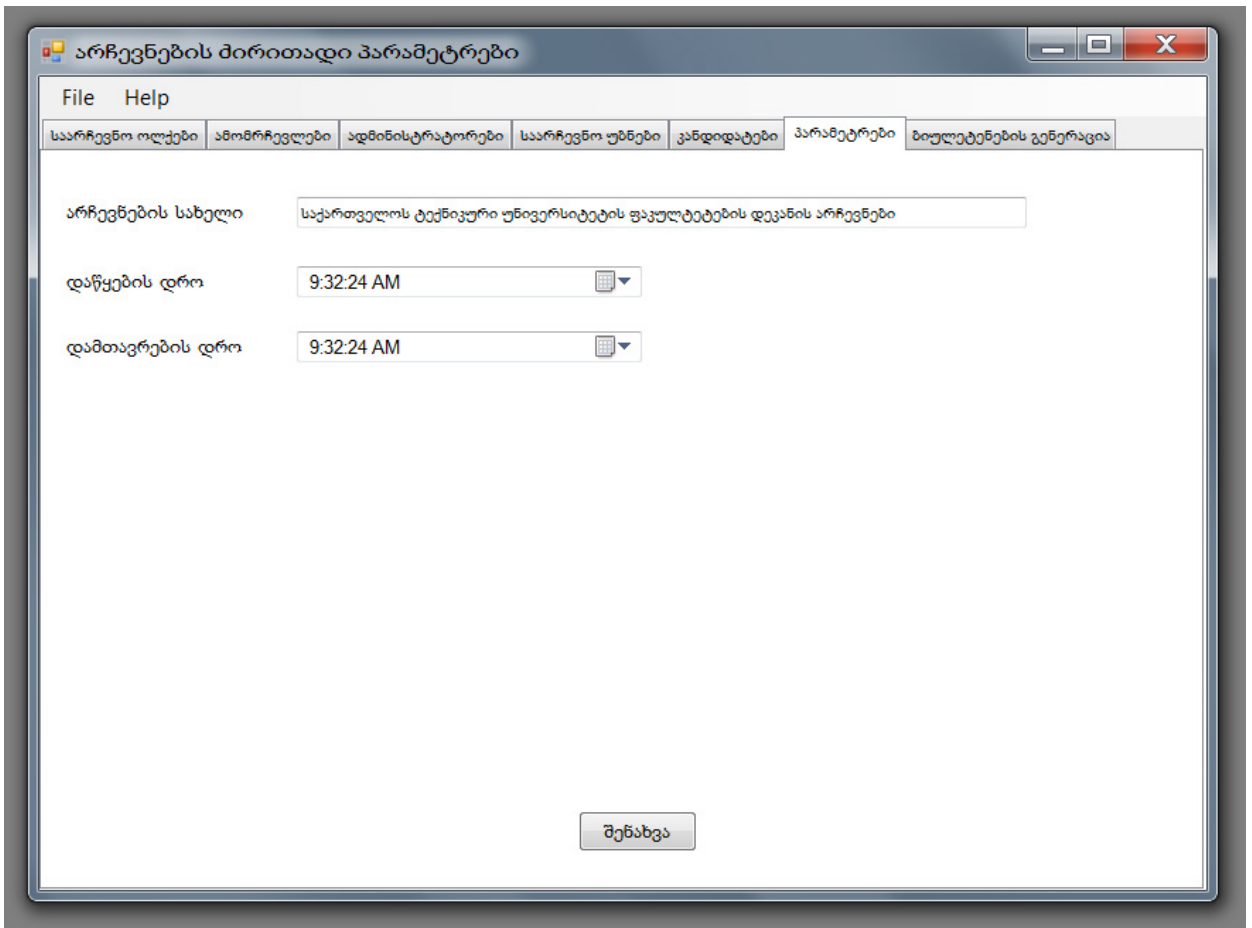 არჩევნების ძირითადი პარამეტრები
File Help
საარჩევნო ოლქები ამომრჩევლები ადმინისტრატორები საარჩევნო უბნები კანდიდატები პარამეტრები ბიულეტენების გენერაცია
არჩევნების სახელი საქართველოს ტექნიკური უნივერსიტეტის ფაკულტეტების დეკანის არჩევნები
დაწყების დრო 9:32:24 AM
დამთავრების დრო 9:32:24 AM
შენახვა